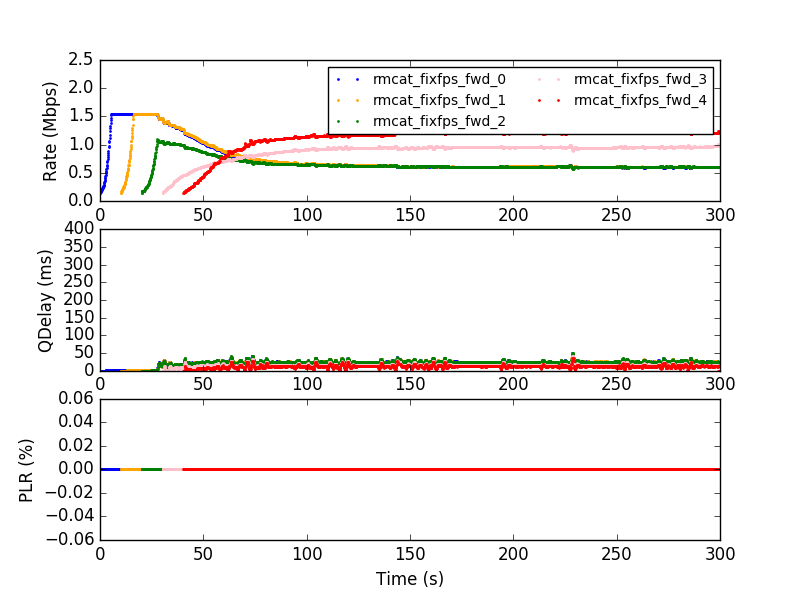 2.5
2.0
1.5
1.0
0.5
0.0
Rate (Mbps)
rmcat_fixfps_fwd_0 rmcat_fixfps_fwd_3
rmcat_fixfps_fwd_1 rmcat_fixfps_fwd_4
rmcat_fixfps_fwd_2
0 50 100 150 200 250 300
400
350
300
250
200
150
100
50
0
QDelay (ms)
0 50 100 150 200 250 300
0.06
0.04
0.02
0.00
−0.02
−0.04
−0.06
PLR (%)
0 50 100 150 200 250 300
Time (s)